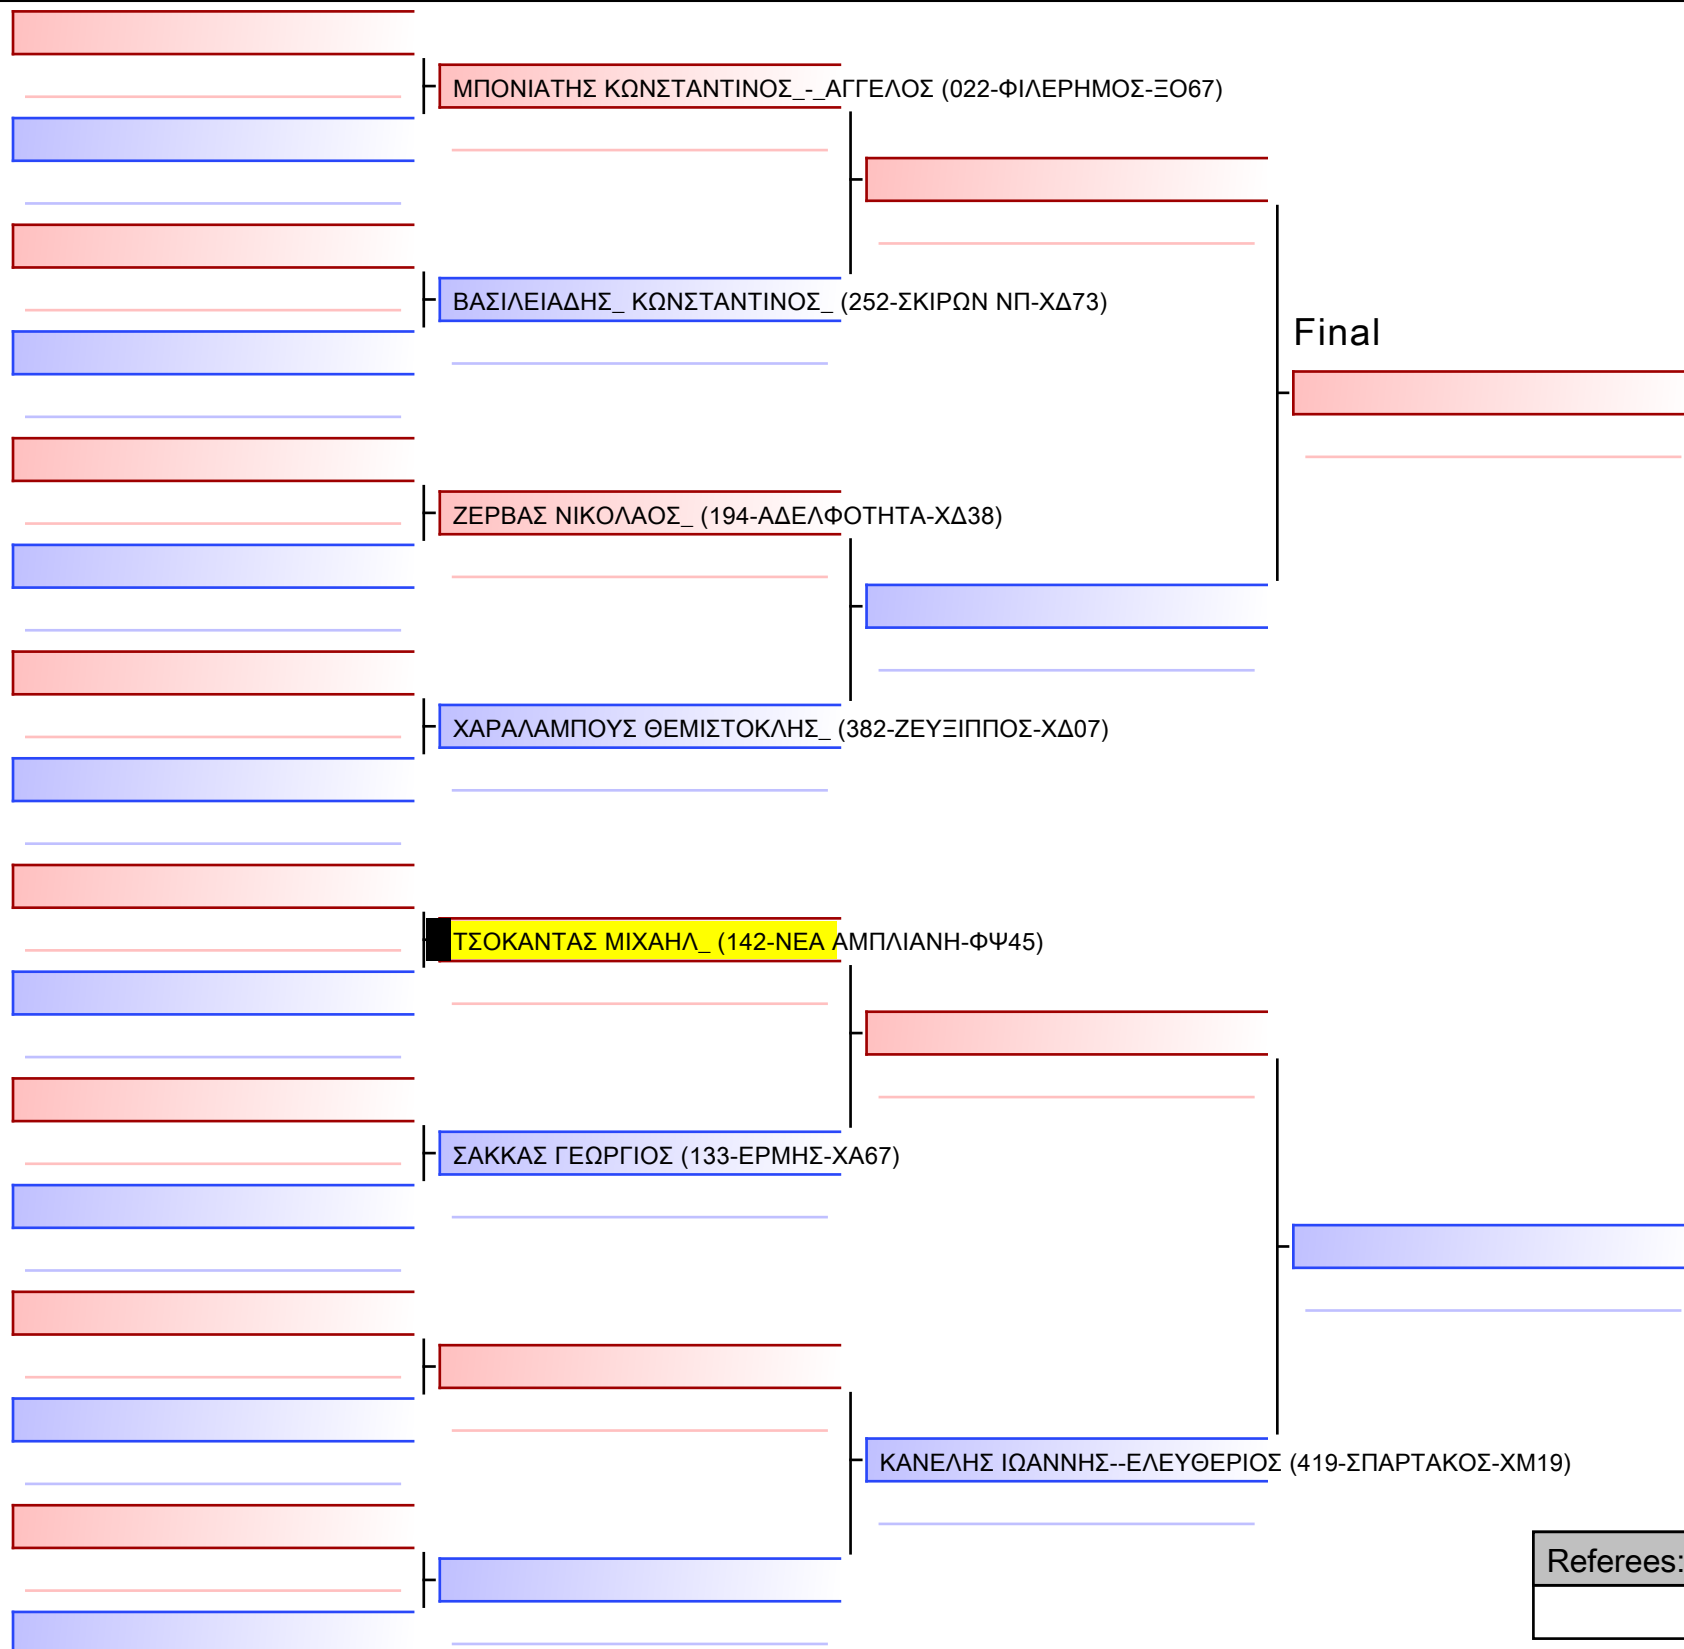 ΜΠΟΝΙΑΤΗΣ ΚΩΝΣΤΑΝΤΙΝΟΣ_-_ΑΓΓΕΛΟΣ (022-ΦΙΛΕΡΗΜΟΣ-ΞΟ67)
ΒΑΣΙΛΕΙΑΔΗΣ_ ΚΩΝΣΤΑΝΤΙΝΟΣ_ (252-ΣΚΙΡΩΝ ΝΠ-ΧΔ73)
Final
ΖΕΡΒΑΣ ΝΙΚΟΛΑΟΣ_ (194-ΑΔΕΛΦΟΤΗΤΑ-ΧΔ38)
ΧΑΡΑΛΑΜΠΟΥΣ ΘΕΜΙΣΤΟΚΛΗΣ_ (382-ΖΕΥΞΙΠΠΟΣ-ΧΔ07)
ΤΣΟΚΑΝΤΑΣ ΜΙΧΑΗΛ_ (142-ΝΕΑ ΑΜΠΛΙΑΝΗ-ΦΨ45)
ΣΑΚΚΑΣ ΓΕΩΡΓΙΟΣ (133-ΕΡΜΗΣ-ΧΑ67)
ΚΑΝΕΛΗΣ ΙΩΑΝΝΗΣ--ΕΛΕΥΘΕΡΙΟΣ (419-ΣΠΑΡΤΑΚΟΣ-ΧΜ19)
Referees: